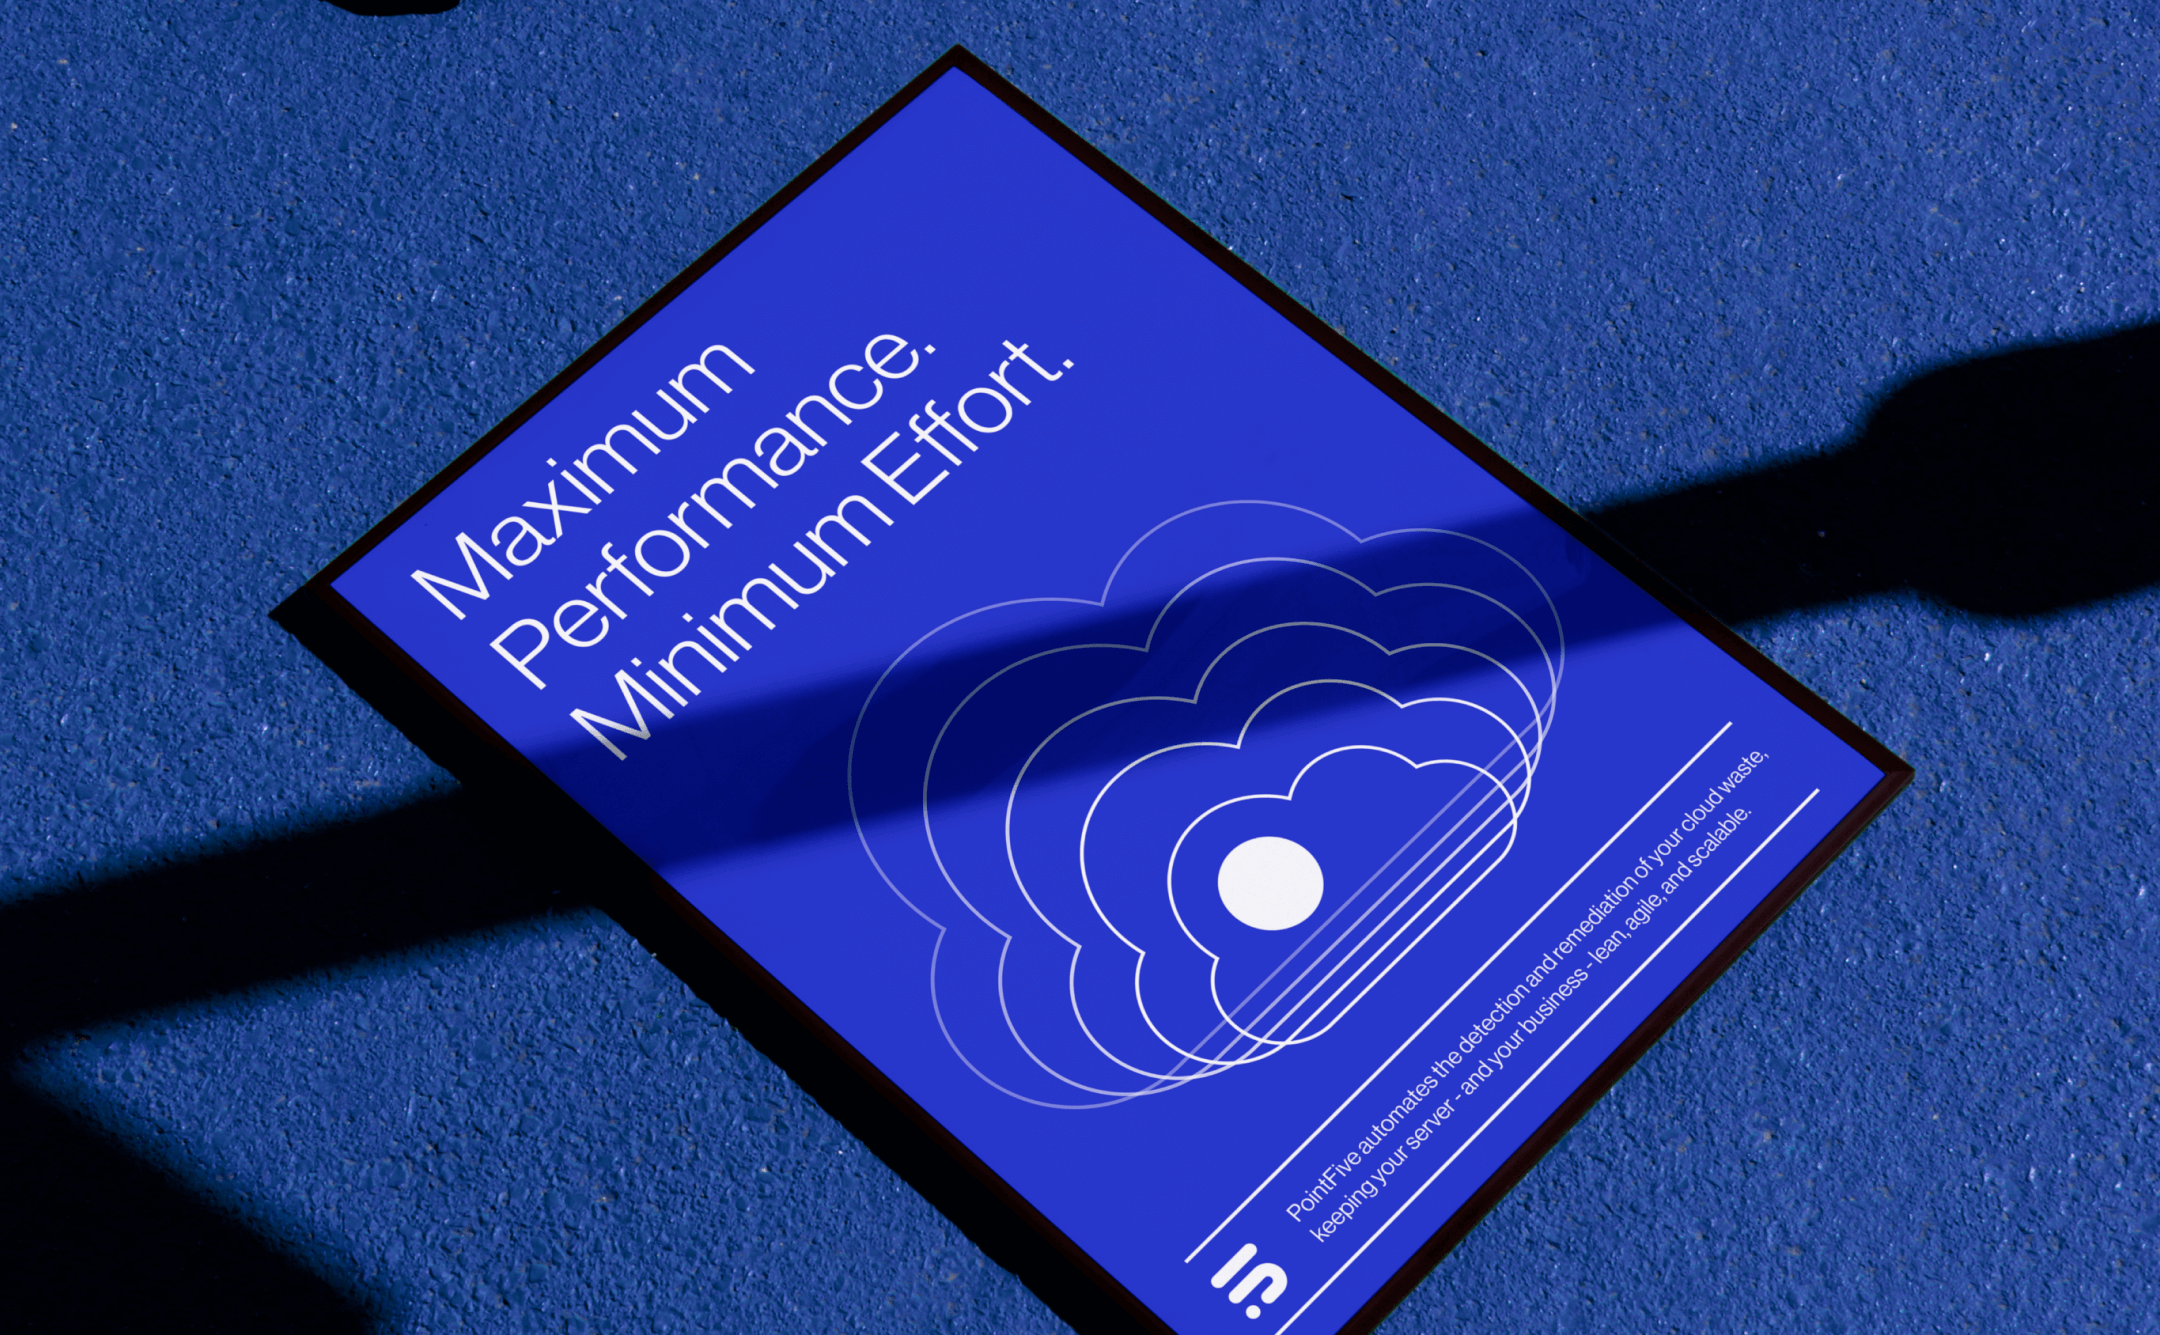 Maximum
Performance.
Minimum Effort.
PointFive automates the detection and remediation of your cloud waste,
keeping your server - and your business - lean, agile, and scalable.
.5